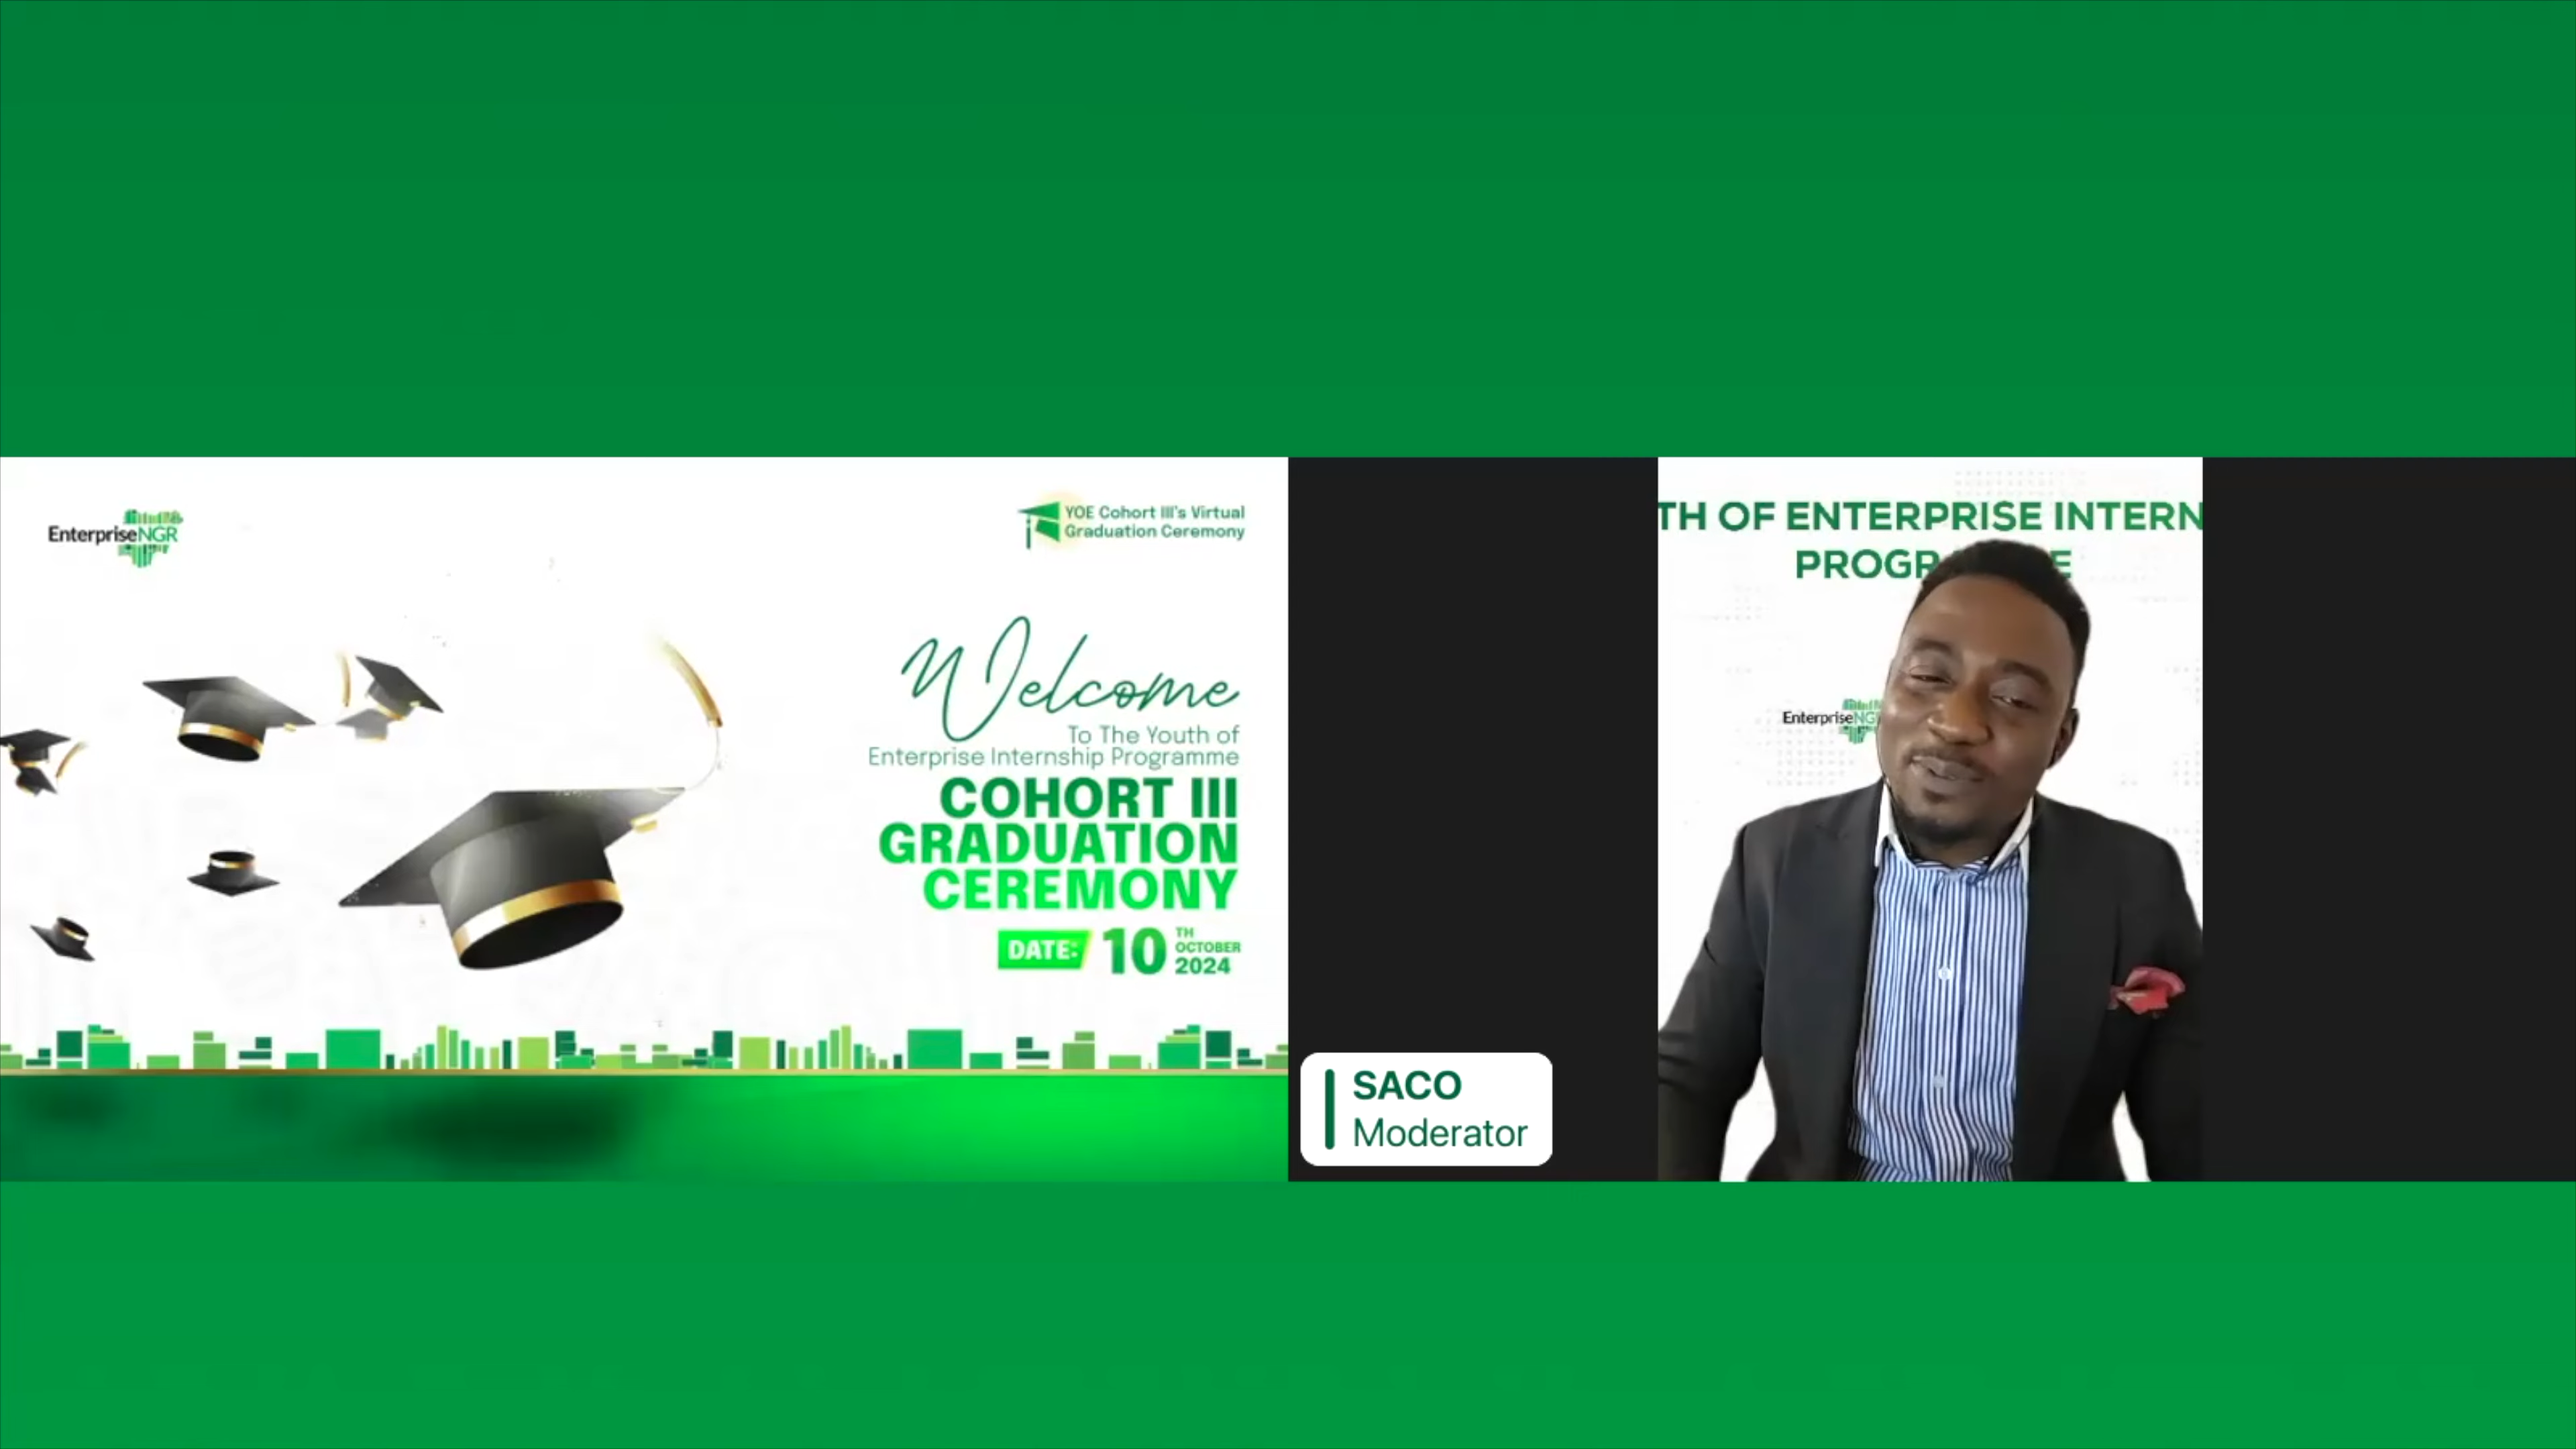 EnterpriseNGR
YOE Cohort III's Virtual
Graduation Ceremony
Welcome
To The Youth of
Enterprise Internship Programme
COHORT III
GRADUATION
CEREMONY
DATE: 10 TH
OCTOBER
2024
TH OF ENTERPRISE INTERN
PROGR E
EnterpriseNG
SACO
Moderator